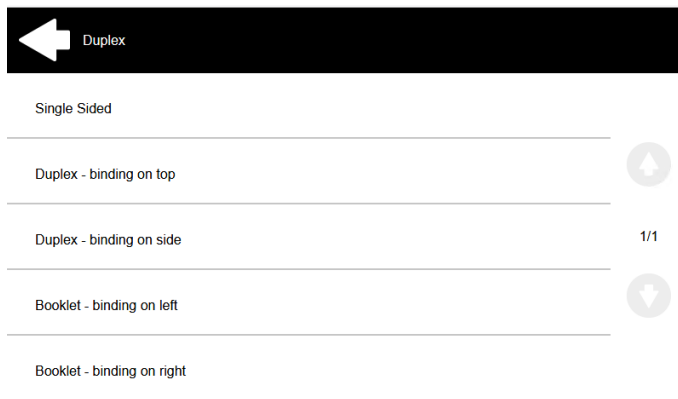 Duplex
Single Sided
Duplex - binding on top
Duplex - binding on side
1/1
Booklet - binding on left
Booklet - binding on right